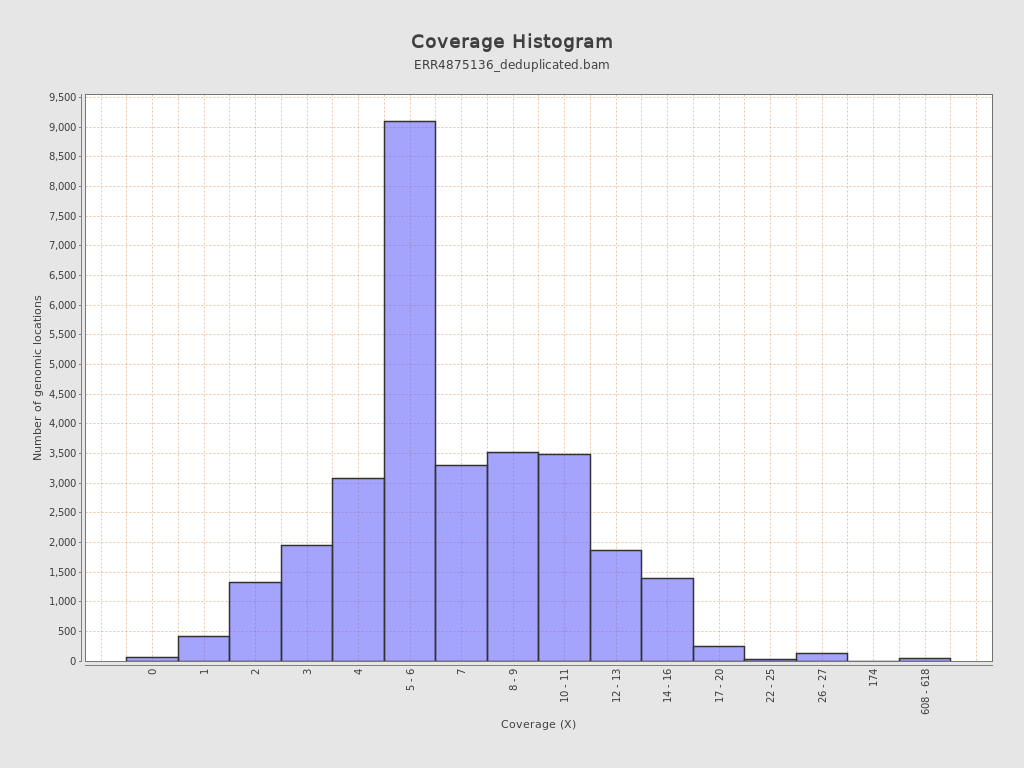 Coverage Histogram
ERR4875136_deduplicated.bam
Number of genomic locations
9,500
9,000
8,500
8,000
7,500
7,000
6,500
6,000
5,500
5,000
4,500
4,000
3,500
3,000
2,500
2,000
1,500
1,000
500
0
0
1
2
3
4
5 - 6
7
8 - 9
10 - 11
12 - 13
14 - 16
17 - 20
22 - 25
26 - 27
174
608 - 618
Coverage (X)